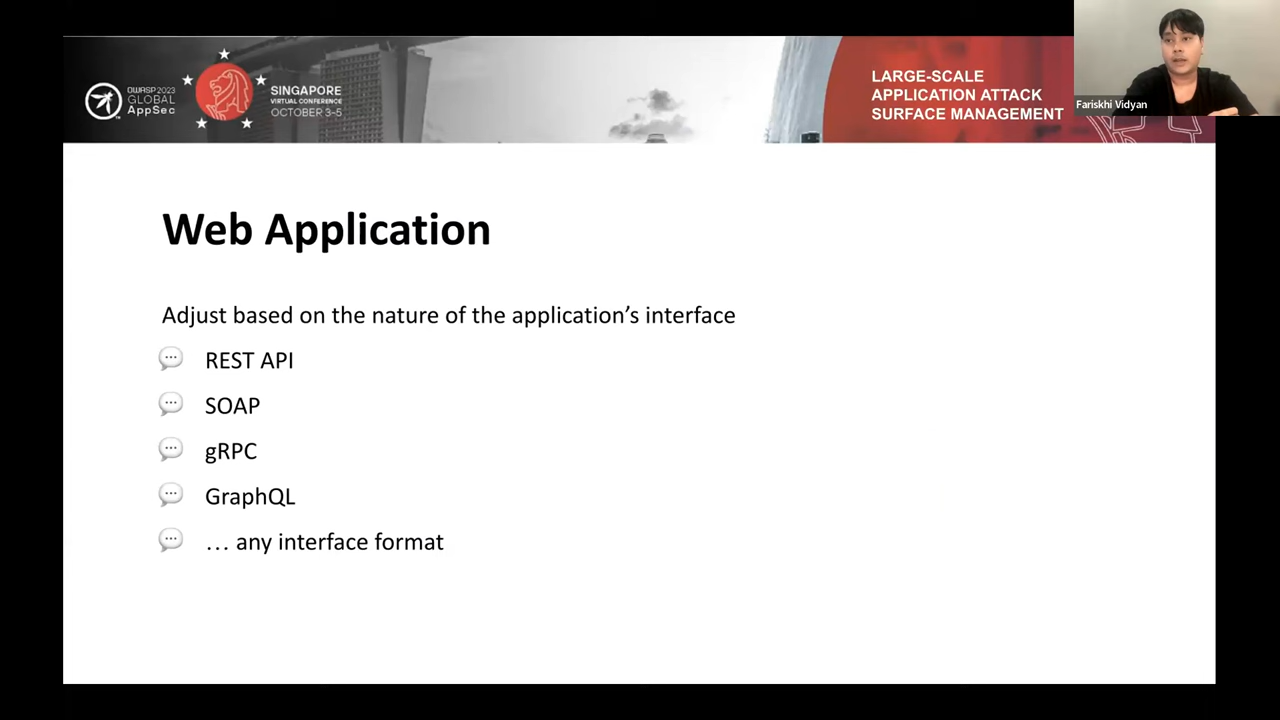 OWASP 2023
GLOBAL
AppSec
SINGAPORE
VIRTUAL CONFERENCE
OCTOBER 3-5
LARGE-SCALE
APPLICATION ATTACK
SURFACE MANAGEMENT
Fariskhi Vidyan
Web Application
Adjust based on the nature of the application’s interface
REST API
SOAP
gRPC
GraphQL
… any interface format